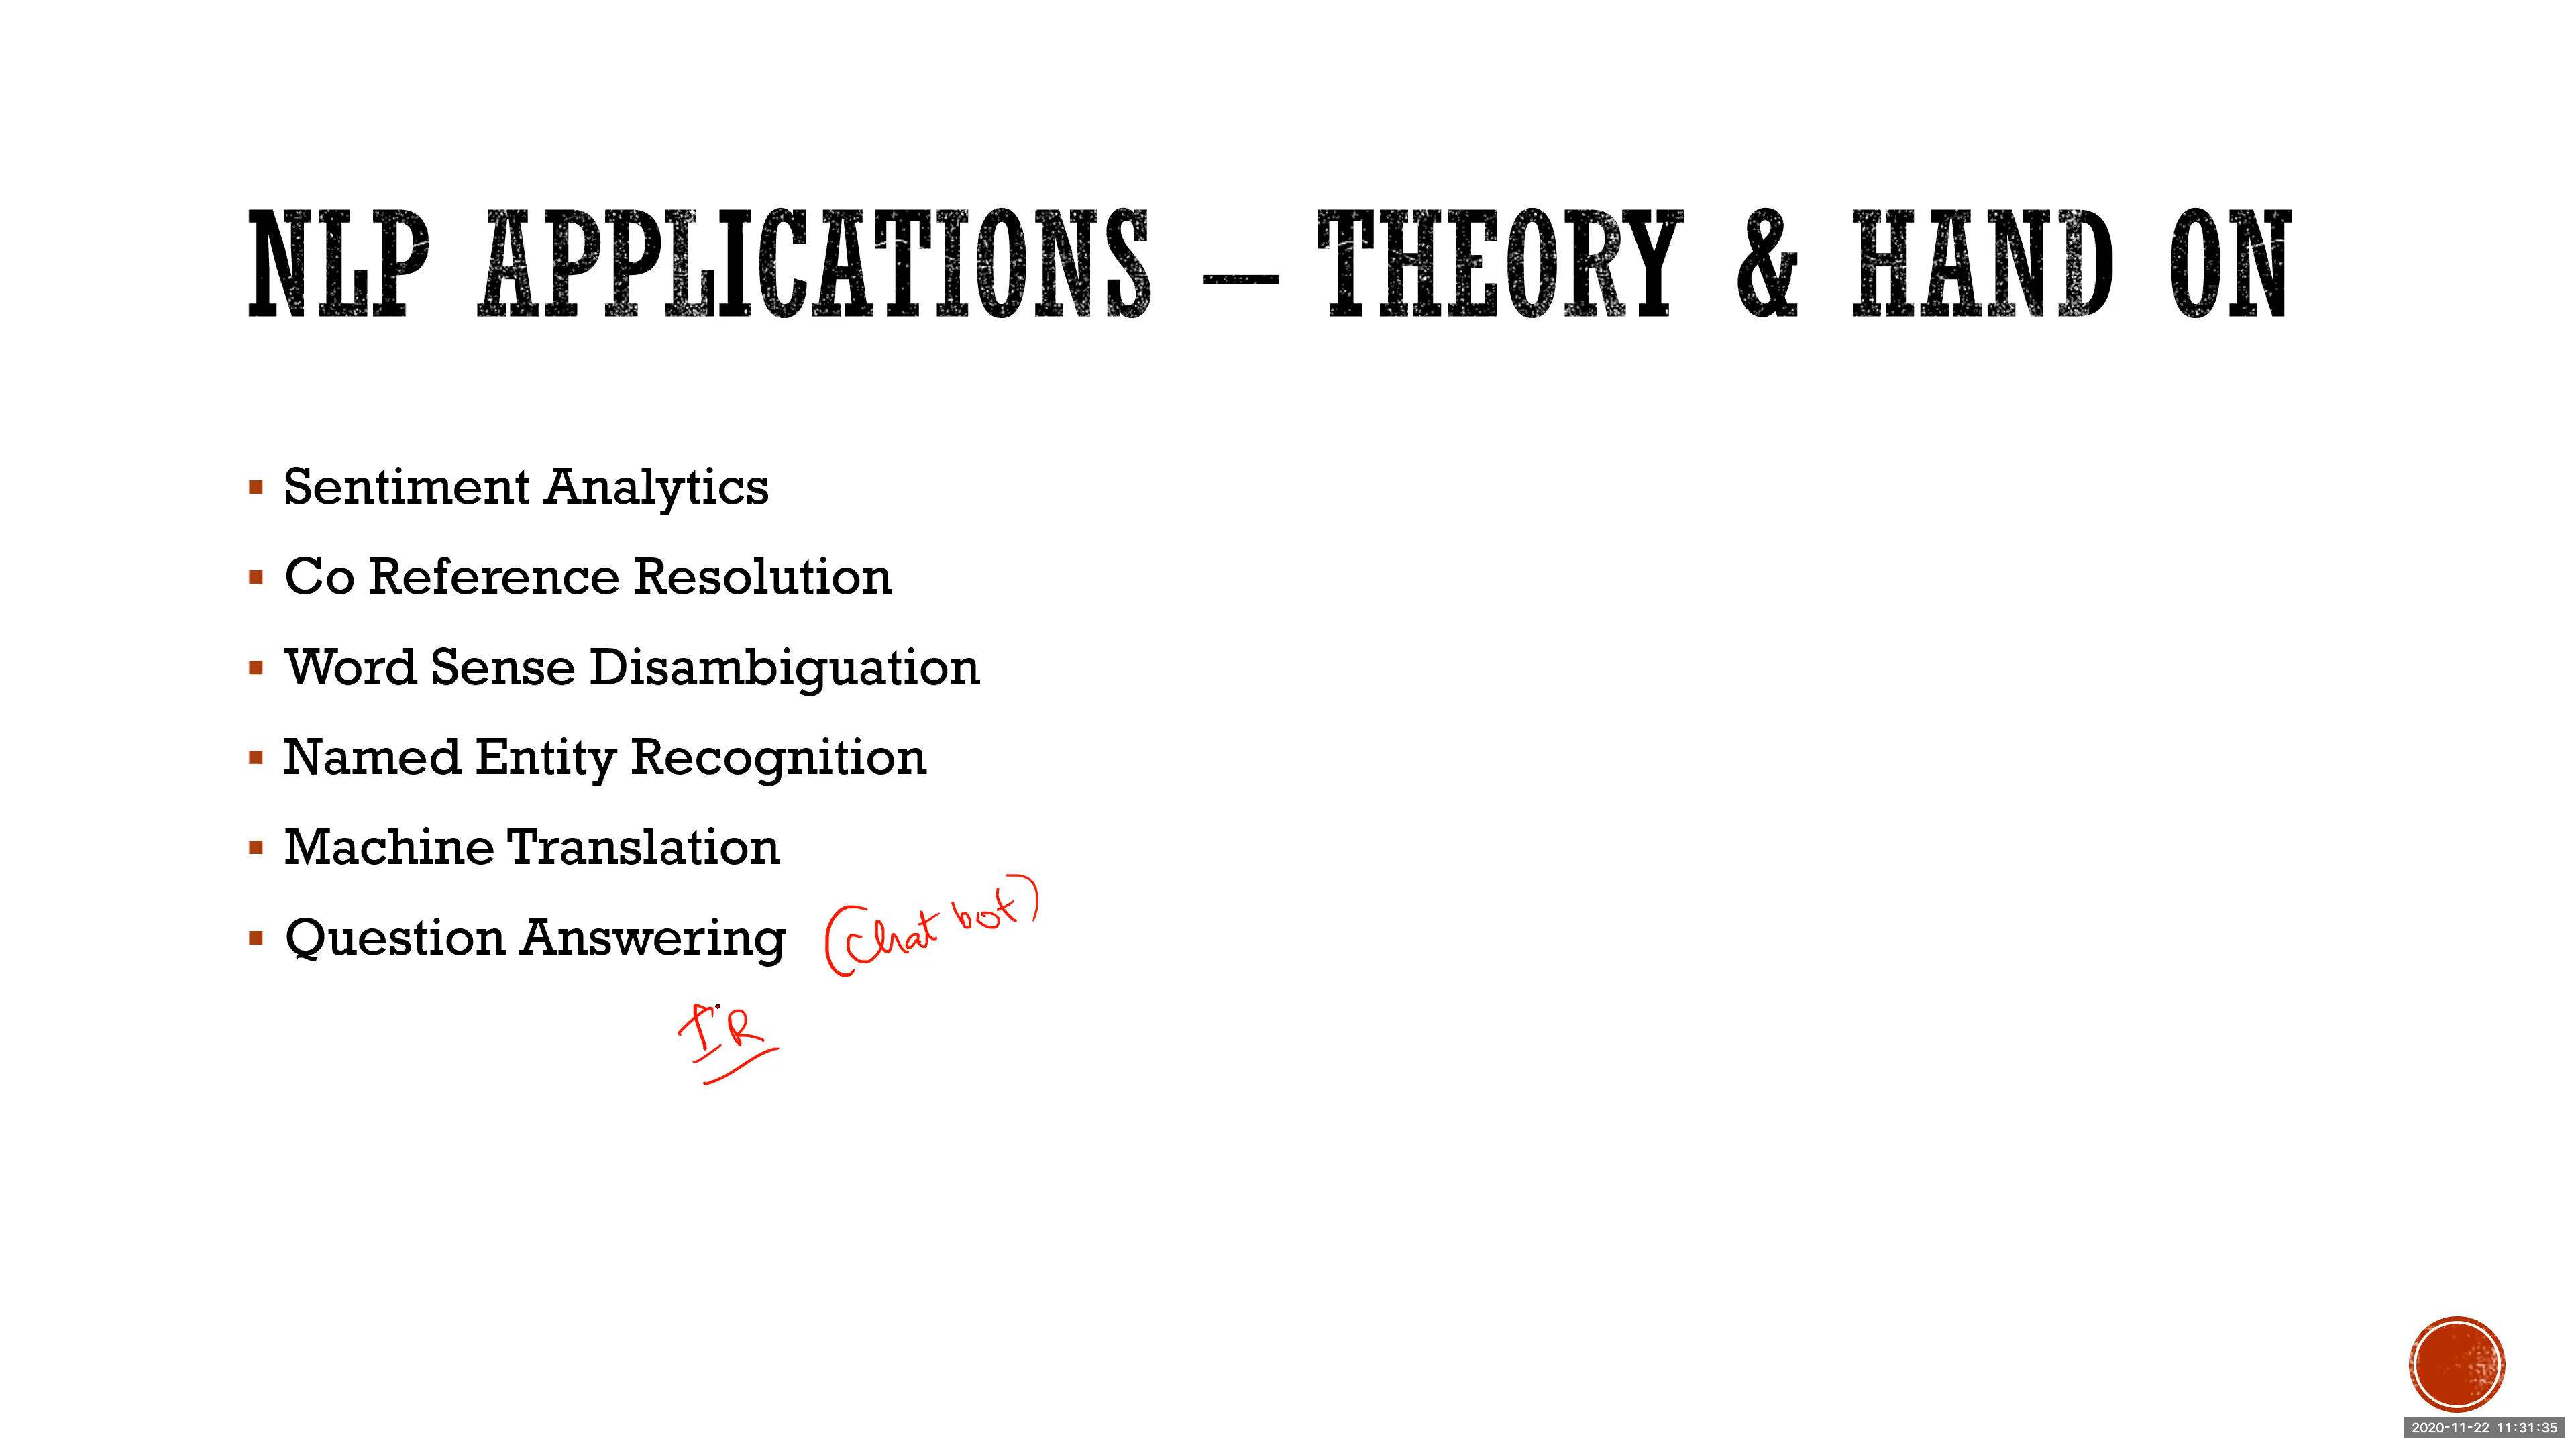 NLP APPLICATIONS – THEORY & HAND ON
Sentiment Analytics
Co Reference Resolution
Word Sense Disambiguation
Named Entity Recognition
Machine Translation
Question Answering (Chat bot)
IR
2020-11-22 11:31:35